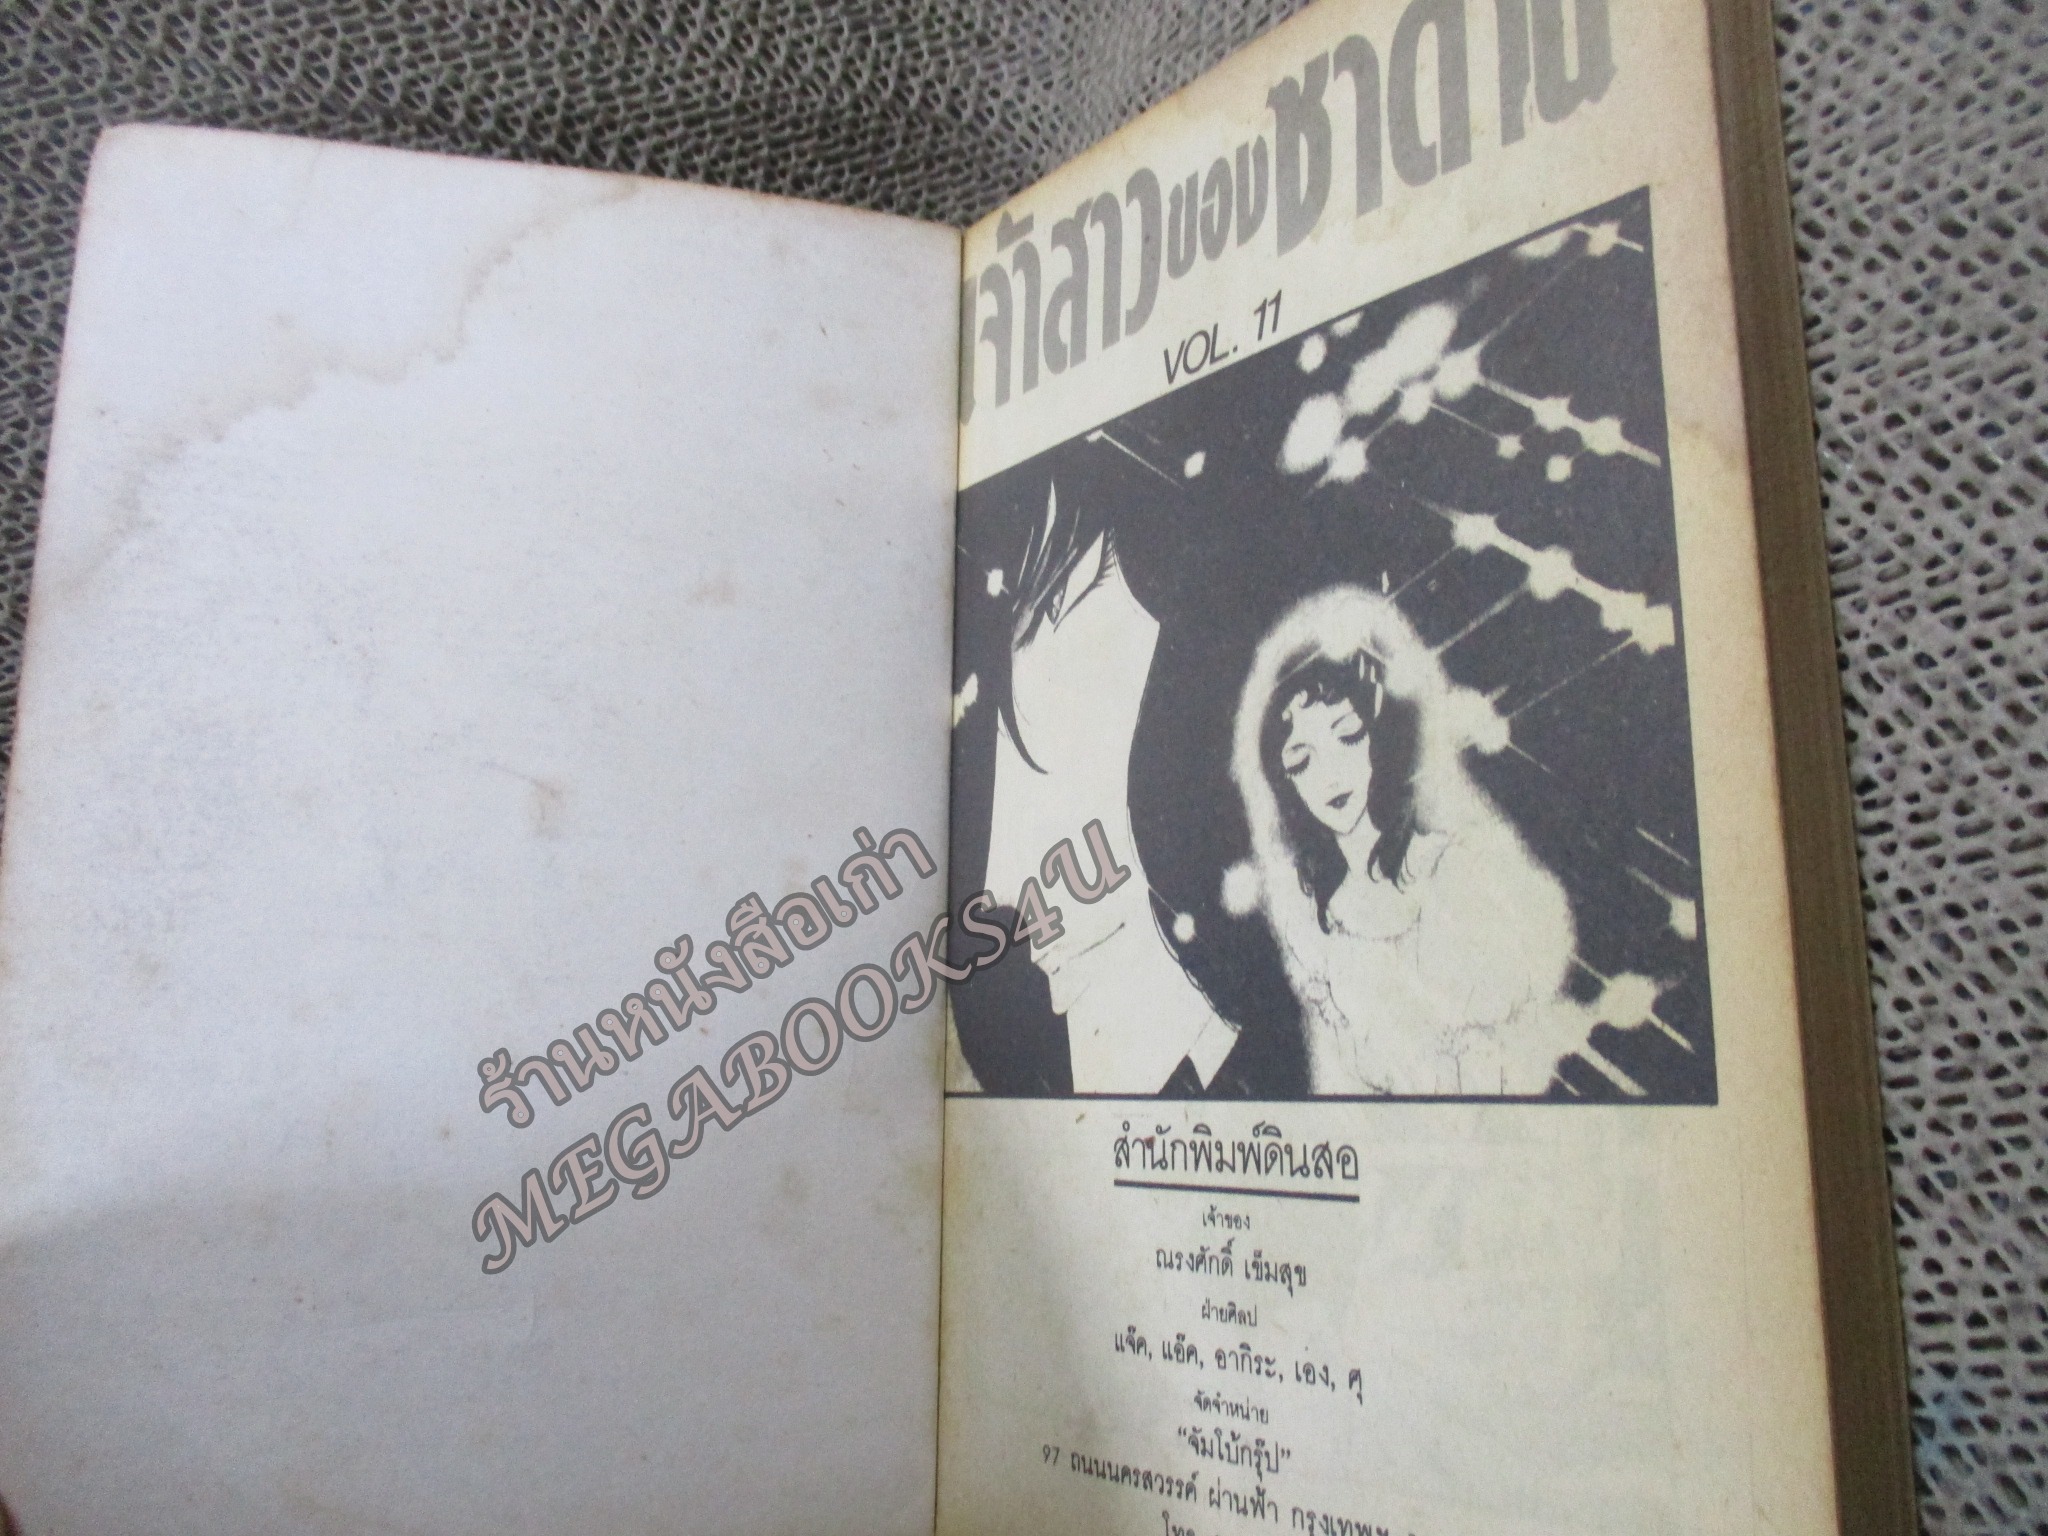 เจ้าสาวของซาตาน
VOL. 11
สำนักพิมพ์ดินสอ
เจ้าของ
ณรงศักดิ์ เข็มสุข
ฝ่ายศิลป
แจ๊ค, แอ๊ค, อากิระ, เอง, ศุ
จัดจำหน่าย
“จัมโบ้กรุ๊ป”
97 ถนนนครสวรรค์ ผ่านฟ้า กรุงเทพฯ
โทร
ร้านหนังสือเก่า
MEGABOOKS4U